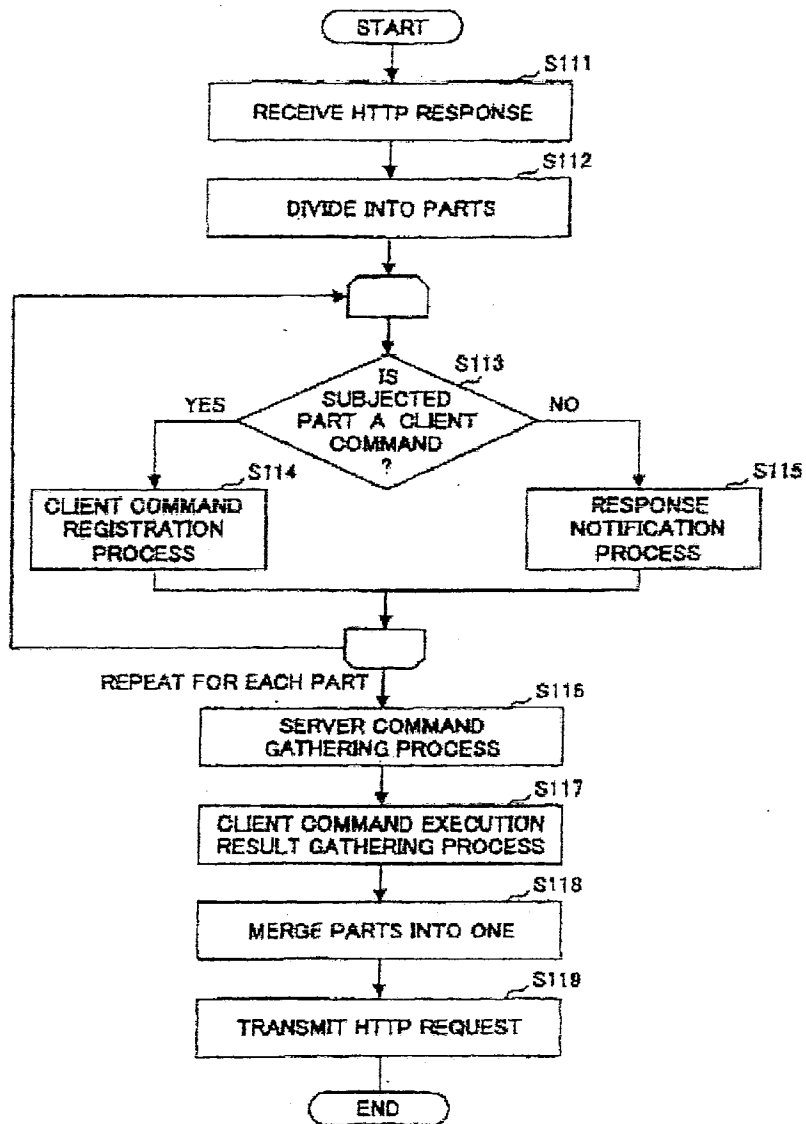 START
S111
RECEIVE HTTP RESPONSE
S112
DIVIDE INTO PARTS
S113
IS
SUBJECTED
PART A CLIENT
COMMAND
?
YES
NO
S114
CLIENT COMMAND
REGISTRATION
PROCESS
S115
RESPONSE
NOTIFICATION
PROCESS
REPEAT FOR EACH PART
S116
SERVER COMMAND
GATHERING PROCESS
S117
CLIENT COMMAND EXECUTION
RESULT GATHERING PROCESS
S118
MERGE PARTS INTO ONE
S119
TRANSMIT HTTP REQUEST
END